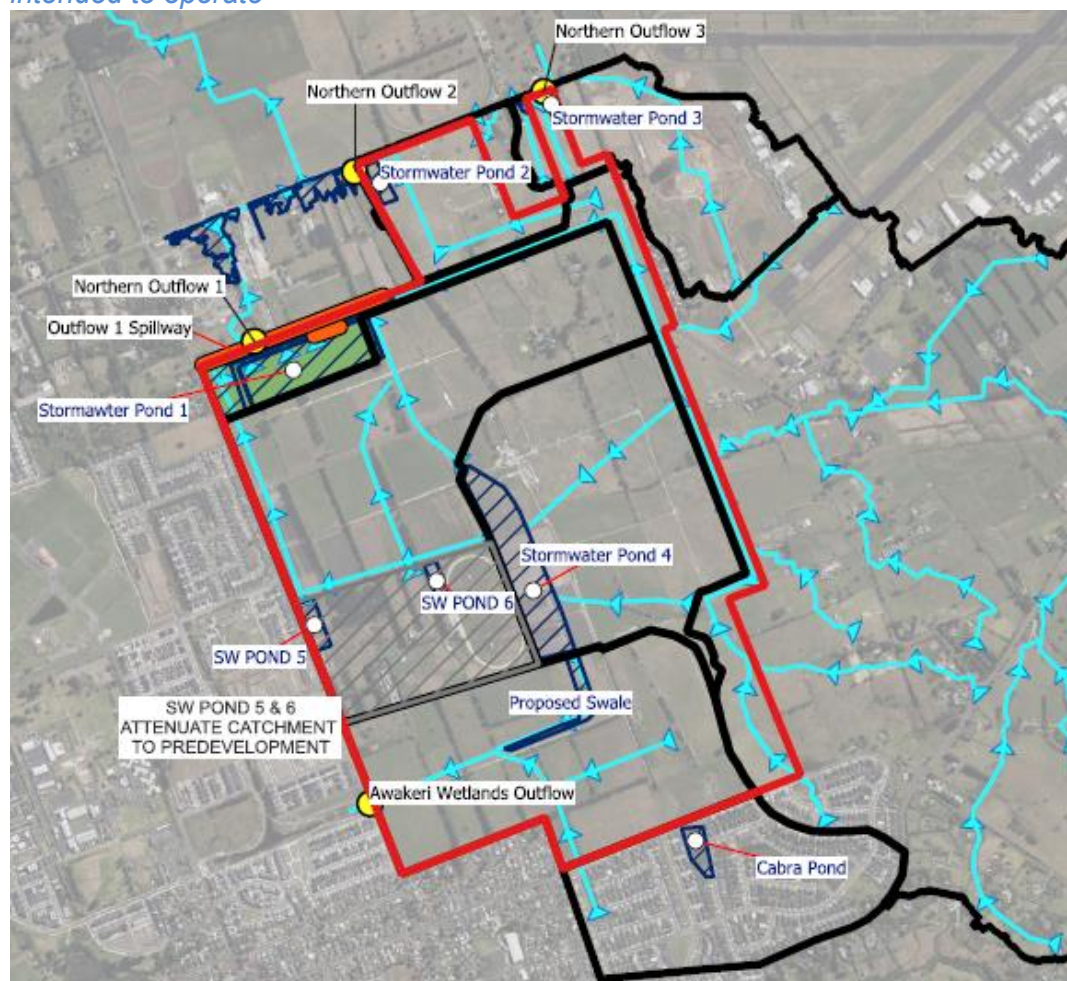 intended to operate
Northern Outflow 3
Northern Outflow 2
Stormwater Pond 3
Stormwater Pond 2
Northern Outflow 1
Outflow 1 Spillway
Stormawter Pond 1
Stormwater Pond 4
SW POND 6
SW POND 5
Proposed Swale
SW POND 5 & 6
ATTENUATE CATCHMENT
TO PREDEVELOPMENT
Awakeri Wetlands Outflow
Cabra Pond